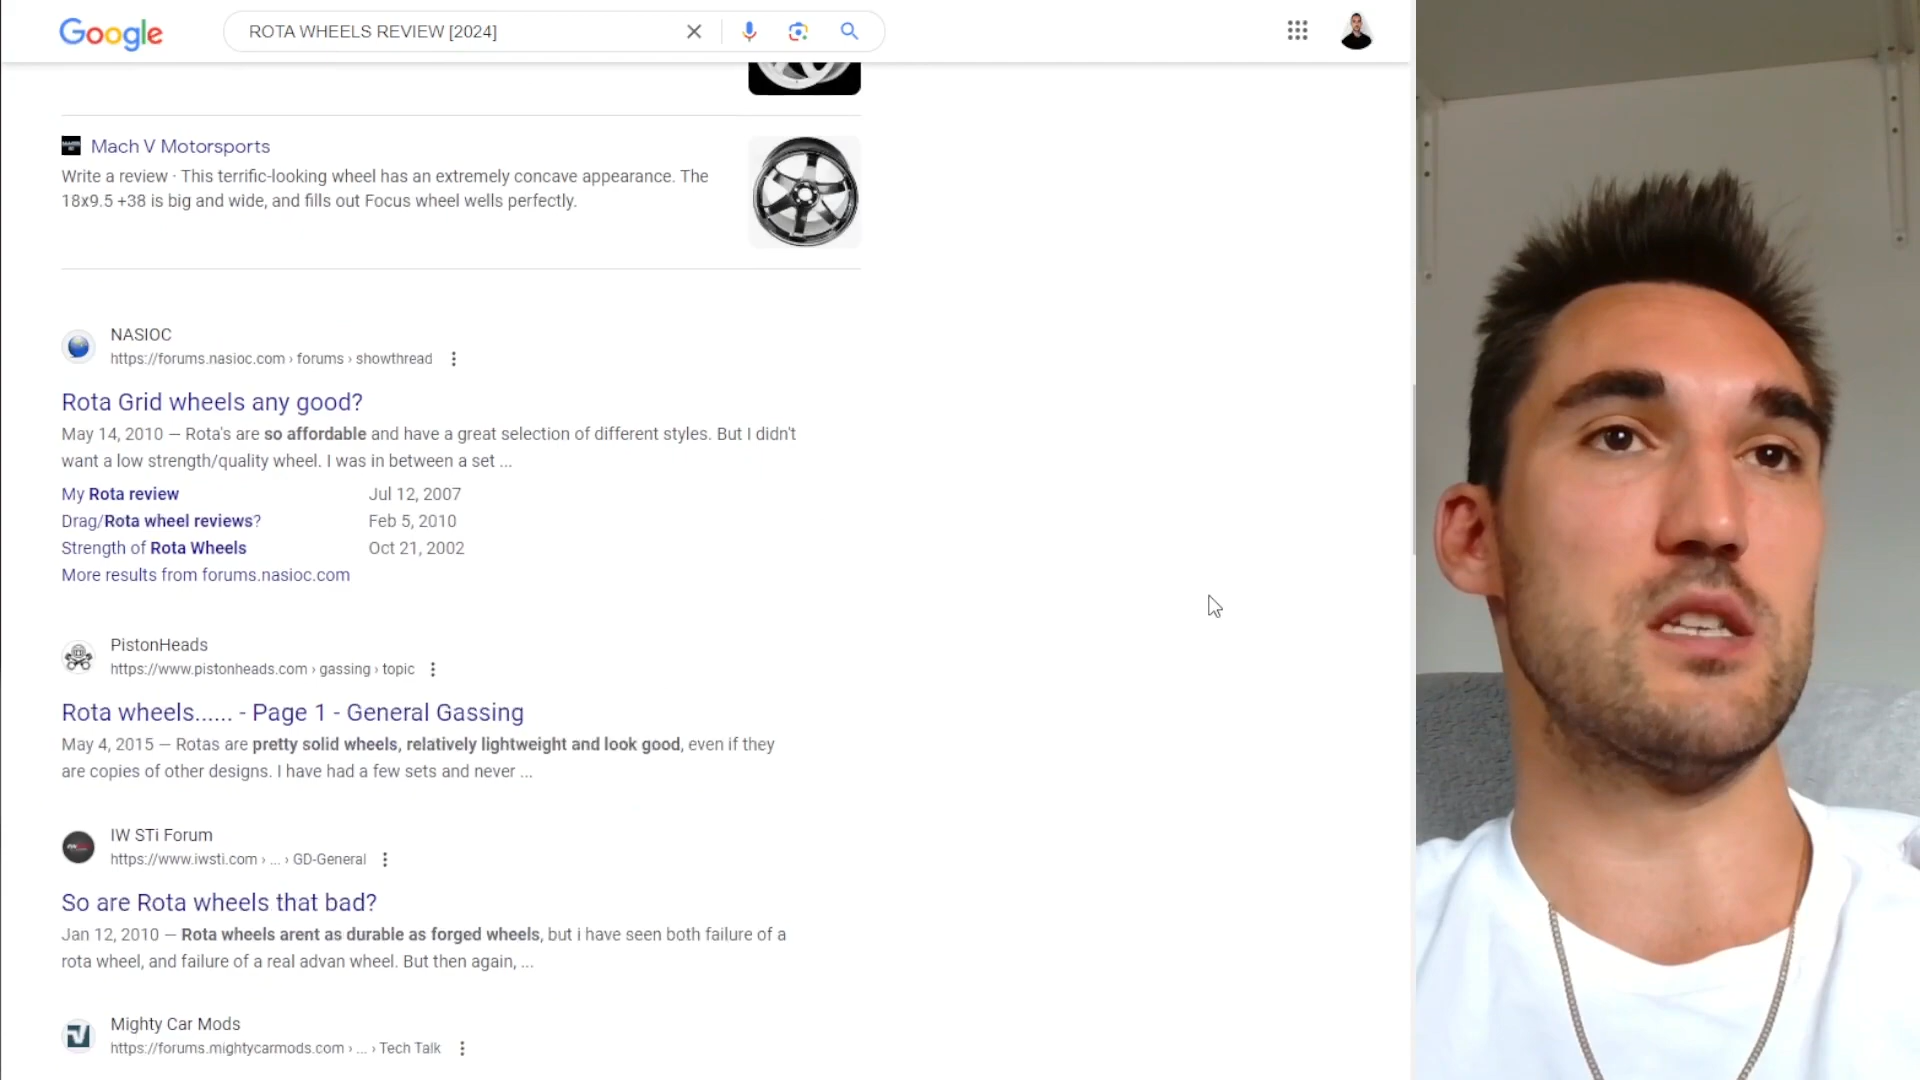 Google
ROTA WHEELS REVIEW [2024]
Mach V Motorsports
Write a review · This terrific-looking wheel has an extremely concave appearance. The
18x9.5 +38 is big and wide, and fills out Focus wheel wells perfectly.
NASIOC
https://forums.nasioc.com › forums › showthread
Rota Grid wheels any good?
May 14, 2010 — Rota's are so affordable and have a great selection of different styles. But I didn't
want a low strength/quality wheel. I was in between a set ...
My Rota review Jul 12, 2007
Drag/Rota wheel reviews? Feb 5, 2010
Strength of Rota Wheels Oct 21, 2002
More results from forums.nasioc.com
PistonHeads
https://www.pistonheads.com › gassing › topic
Rota wheels...... - Page 1 - General Gassing
May 4, 2015 — Rotas are pretty solid wheels, relatively lightweight and look good, even if they
are copies of other designs. I have had a few sets and never ...
IW STi Forum
https://www.iwsti.com › ... › GD-General
So are Rota wheels that bad?
Jan 12, 2010 — Rota wheels arent as durable as forged wheels, but i have seen both failure of a
rota wheel, and failure of a real advan wheel. But then again, ...
Mighty Car Mods
https://forums.mightycarmods.com › ... › Tech Talk